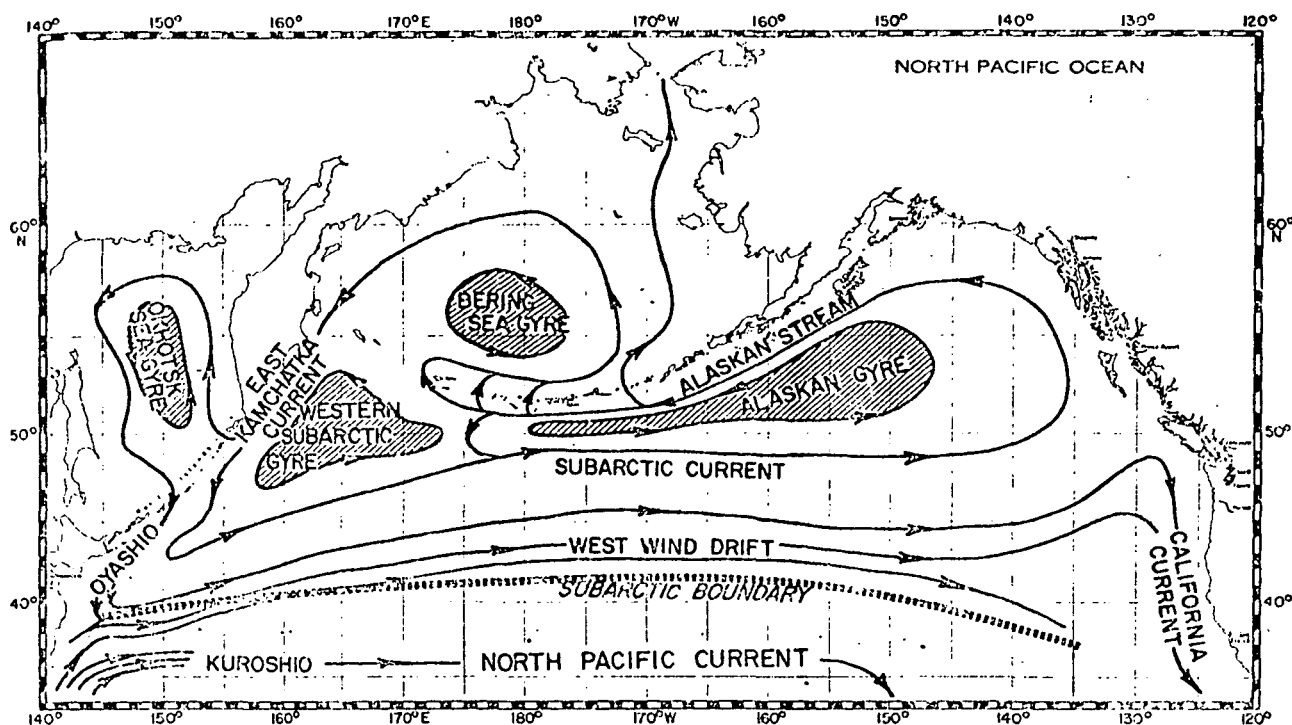 140° 150° 160° 170°E 180° 170°W 160° 150° 140° 130° 120°
NORTH PACIFIC OCEAN
60°
N
60°
N
BERING
SEA GYRE
OKHOTSK
SEA GYRE
EAST
KAMCHATKA
CURRENT
ALASKAN STREAM
WESTERN
SUBARCTIC
GYRE
ALASKAN GYRE
50°
50°
SUBARCTIC CURRENT
OYASHIO
WEST WIND DRIFT
CALIFORNIA
CURRENT
SUBARCTIC BOUNDARY
40°
40°
KUROSHIO
NORTH PACIFIC CURRENT
140° 150° 160° 170°E 180° 170°W 160° 150° 140° 130° 120°